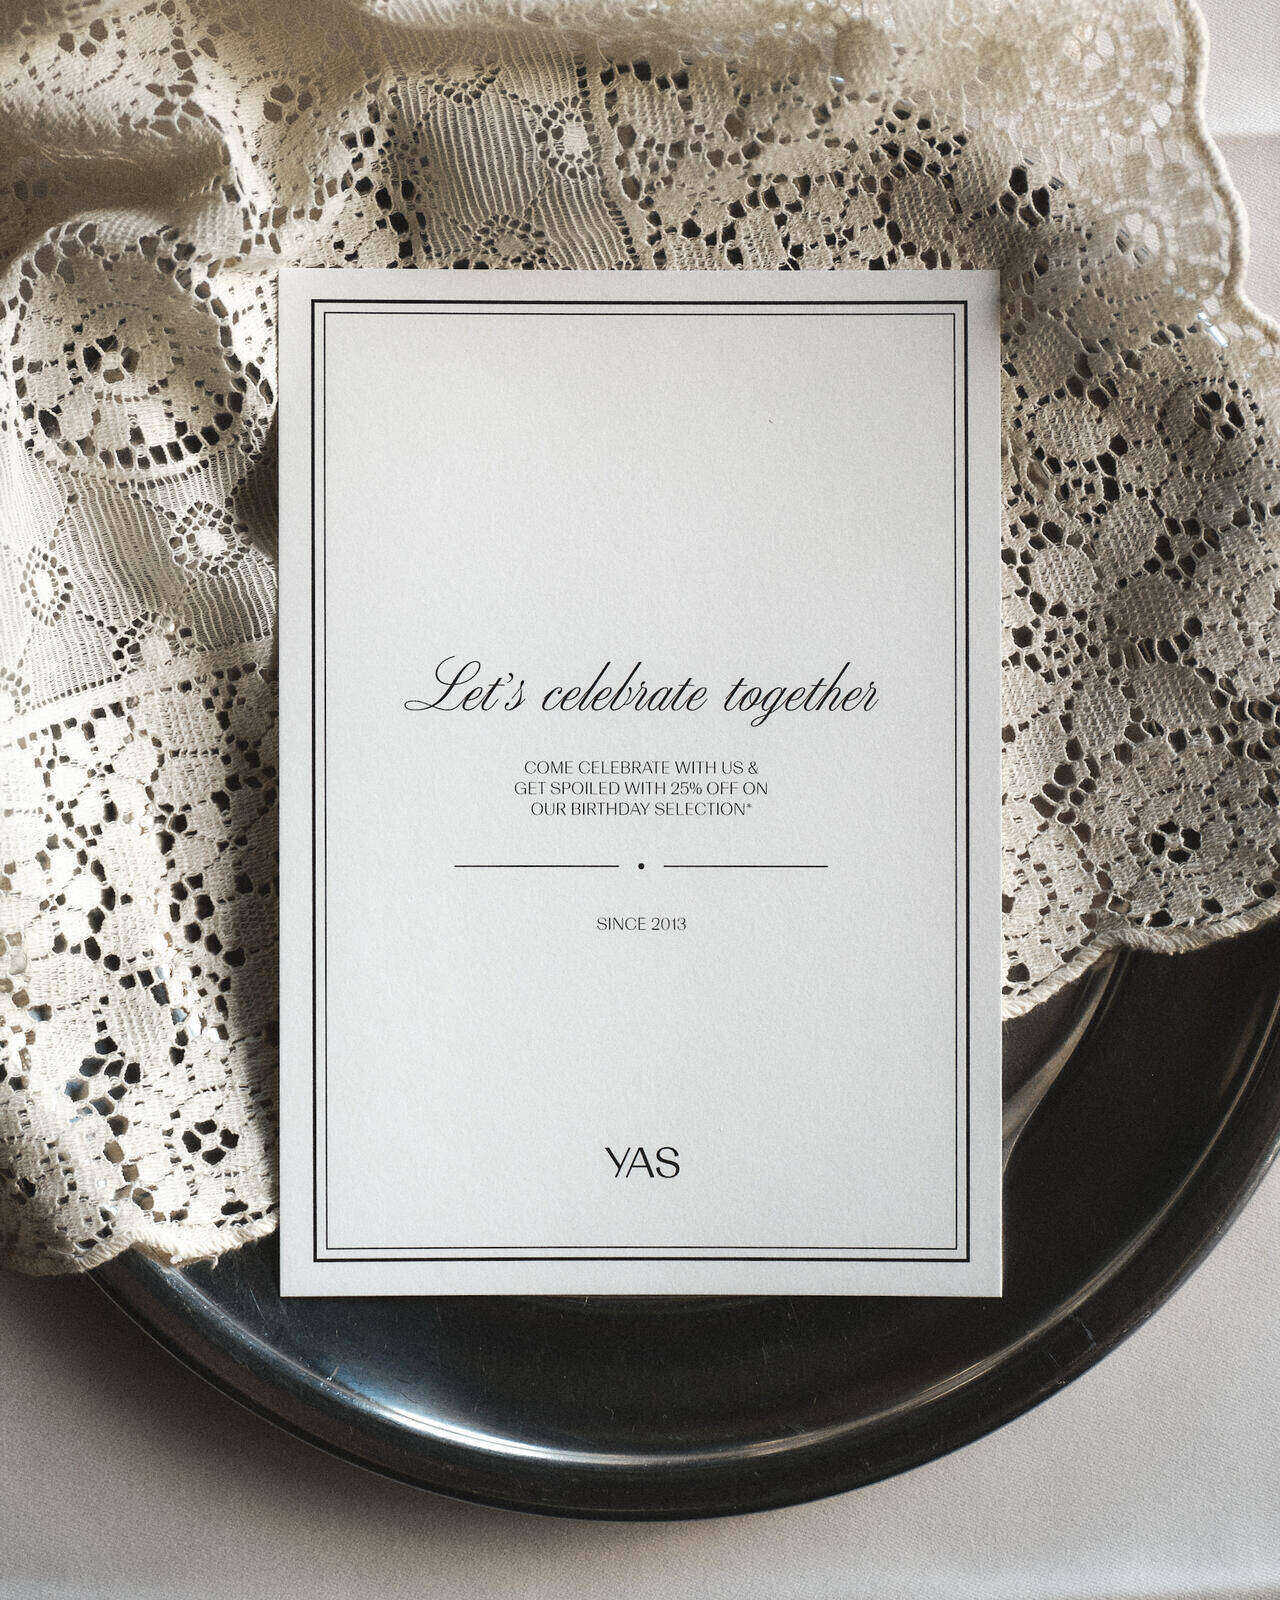 Let's celebrate together
COME CELEBRATE WITH US &
GET SPOILED WITH 25% OFF ON
OUR BIRTHDAY SELECTION*
SINCE 2013
YAS